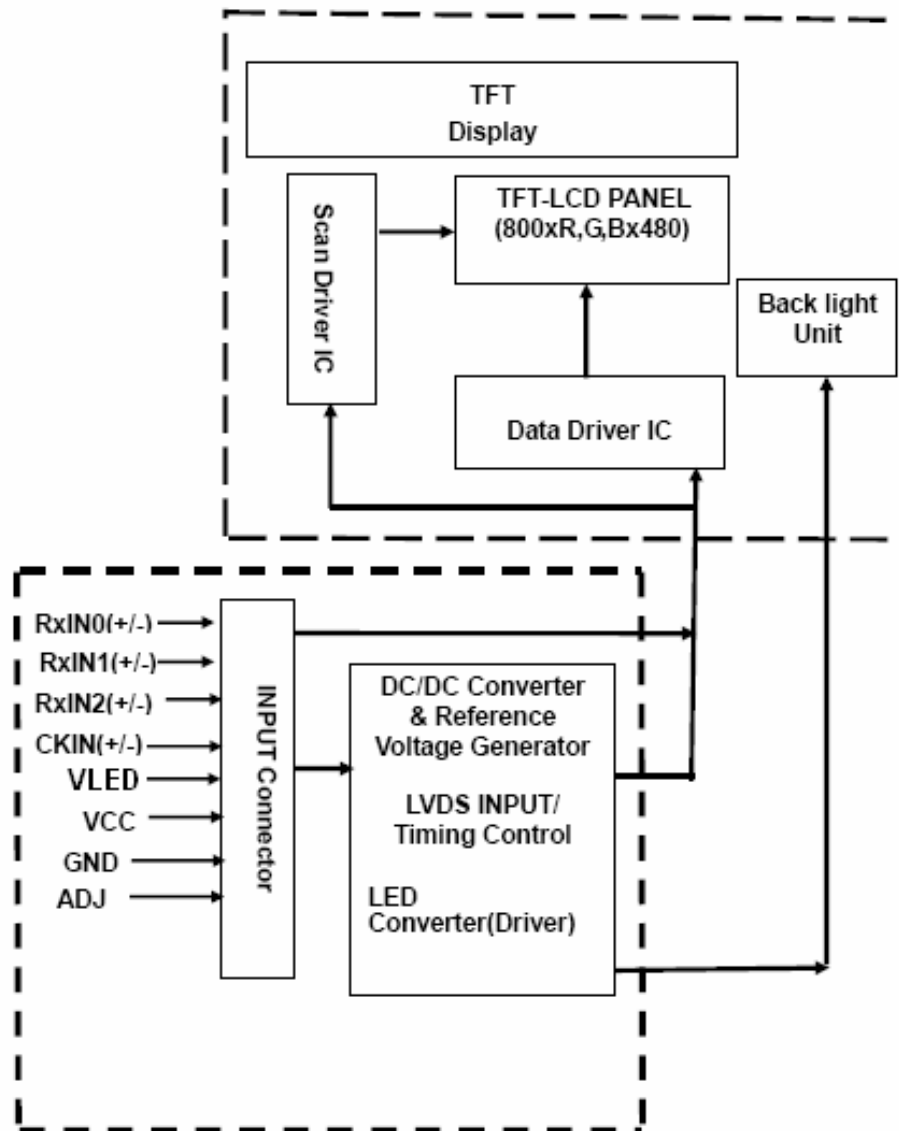 TFT
Display
Scan Driver IC
TFT-LCD PANEL
(800xR,G,Bx480)
Back light
Unit
Data Driver IC
RxIN0(+/-)
RxIN1(+/-)
RxIN2(+/-)
CKIN(+/-)
VLED
VCC
GND
ADJ
INPUT Connector
DC/DC Converter
& Reference
Voltage Generator
LVDS INPUT/
Timing Control
LED
Converter(Driver)